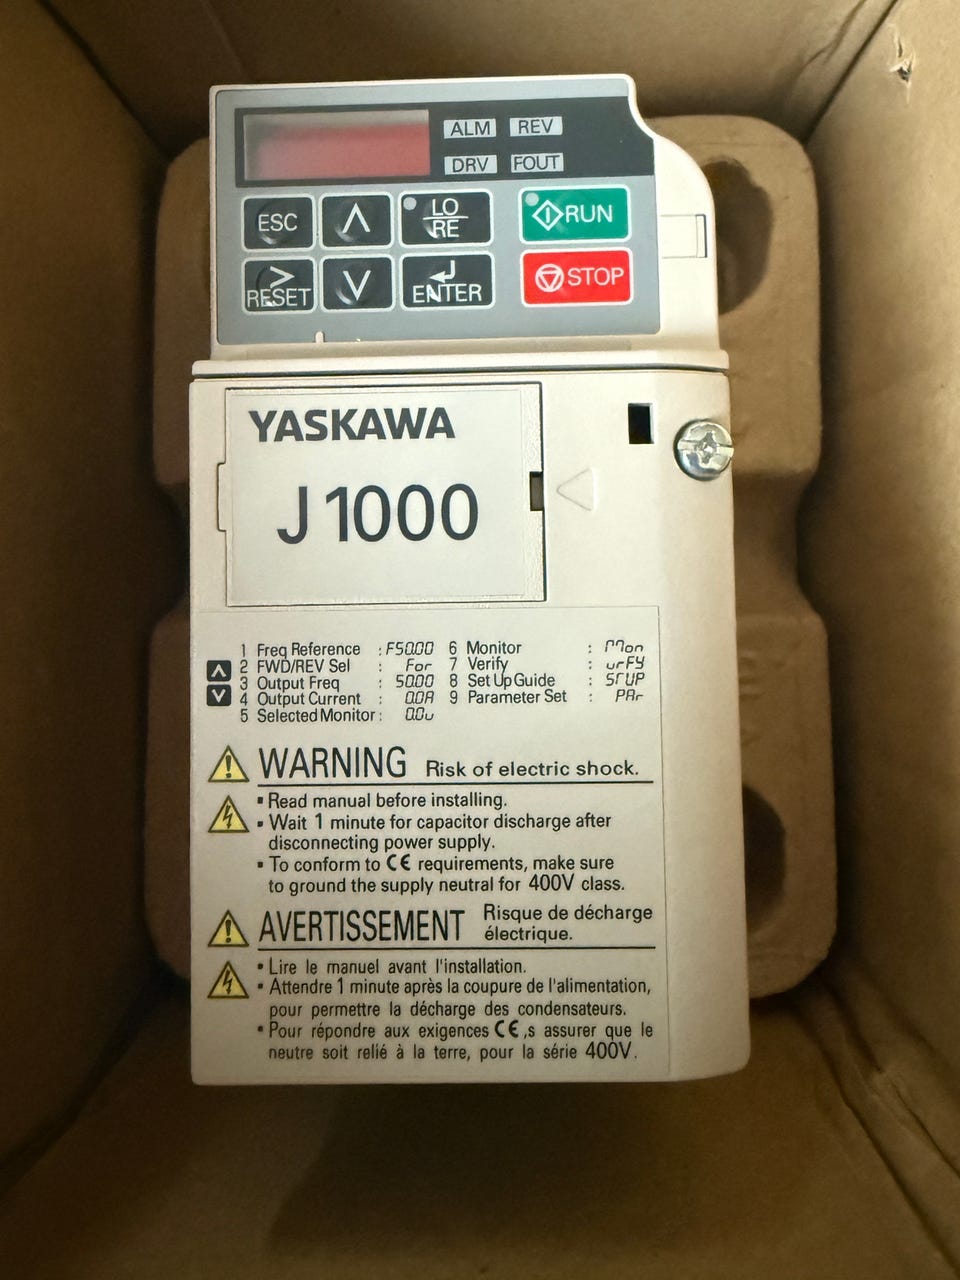 ALM REV
DRV FOUT
ESC ∧ LO/RE RUN
> RESET ∨ ENTER STOP
YASKAWA
J1000
1 Freq Reference : F50.00 6 Monitor : Mon
2 FWD/REV Sel : For 7 Verify : vrFY
3 Output Freq : 50.00 8 Set Up Guide : STUP
4 Output Current : 0.0A 9 Parameter Set : PAr
5 Selected Monitor : 0.0v
WARNING Risk of electric shock.
▪ Read manual before installing.
▪ Wait 1 minute for capacitor discharge after
disconnecting power supply.
▪ To conform to CE requirements, make sure
to ground the supply neutral for 400V class.
AVERTISSEMENT Risque de décharge
électrique.
▪ Lire le manuel avant l'installation.
▪ Attendre 1 minute après la coupure de l'alimentation,
pour permettre la décharge des condensateurs.
▪ Pour répondre aux exigences CE ,s assurer que le
neutre soit relié à la terre, pour la série 400V.